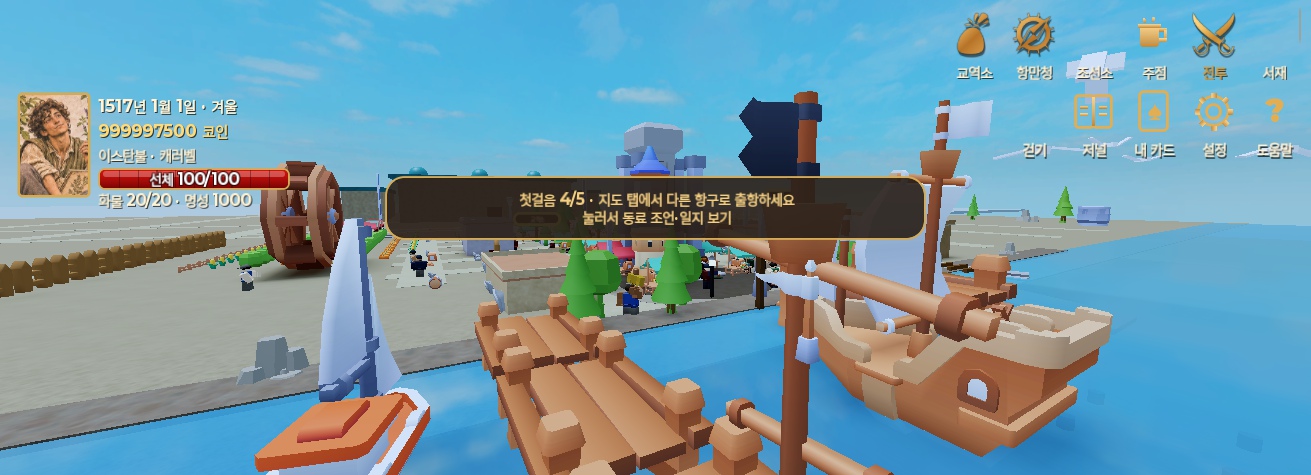 교역소 항만청 조선소 주점 전투 서재
걷기 저널 내 카드 설정 도움말
1517년 1월 1일 · 겨울
999997500 코인
이스탄불 · 캐러벨
선체 100/100
화물 20/20 · 명성 1000
첫걸음 4/5 · 지도 탭에서 다른 항구로 출항하세요
눌러서 동료 조언·일지 보기